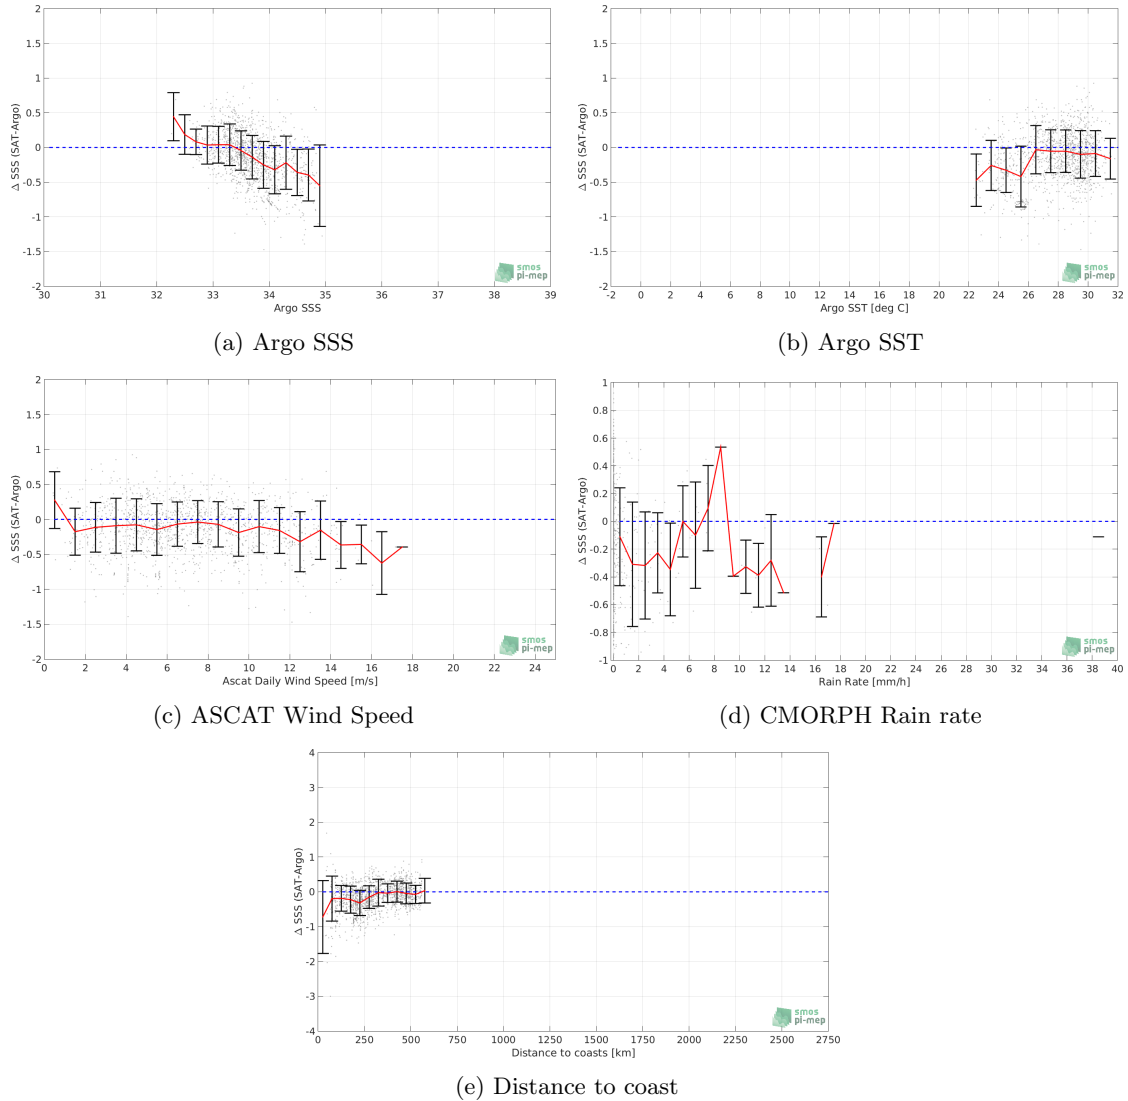 2
1.5
1
0.5
0
-0.5
-1
-1.5
-2
Δ SSS (SAT-Argo)
30 31 32 33 34 35 36 37 38 39
Argo SSS
smos
pi-mep
(a) Argo SSS
2
1.5
1
0.5
0
-0.5
-1
-1.5
-2
Δ SSS (SAT-Argo)
-2 0 2 4 6 8 10 12 14 16 18 20 22 24 26 28 30 32
Argo SST [deg C]
smos
pi-mep
(b) Argo SST
2
1.5
1
0.5
0
-0.5
-1
-1.5
-2
Δ SSS (SAT-Argo)
0 2 4 6 8 10 12 14 16 18 20 22 24
Ascat Daily Wind Speed [m/s]
smos
pi-mep
(c) ASCAT Wind Speed
1
0.8
0.6
0.4
0.2
0
-0.2
-0.4
-0.6
-0.8
-1
Δ SSS (SAT-Argo)
0 2 4 6 8 10 12 14 16 18 20 22 24 26 28 30 32 34 36 38 40
Rain Rate [mm/h]
smos
pi-mep
(d) CMORPH Rain rate
4
3
2
1
0
-1
-2
-3
-4
Δ SSS (SAT-Argo)
0 250 500 750 1000 1250 1500 1750 2000 2250 2500 2750
Distance to coasts [km]
smos
pi-mep
(e) Distance to coast